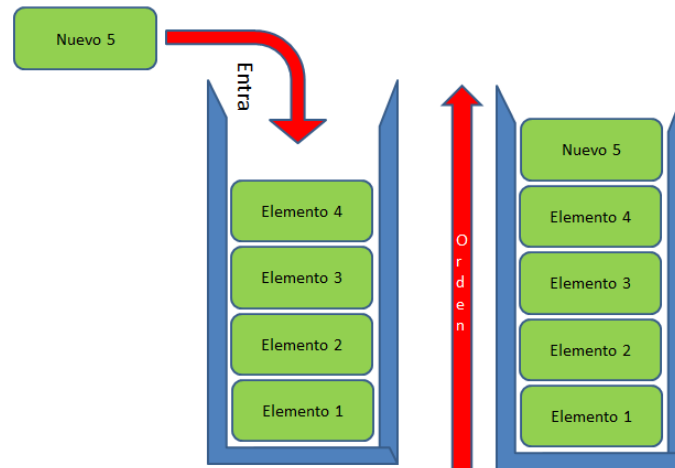 Nuevo 5
Entra
Elemento 4
Elemento 3
Elemento 2
Elemento 1
Orden
Nuevo 5
Elemento 4
Elemento 3
Elemento 2
Elemento 1